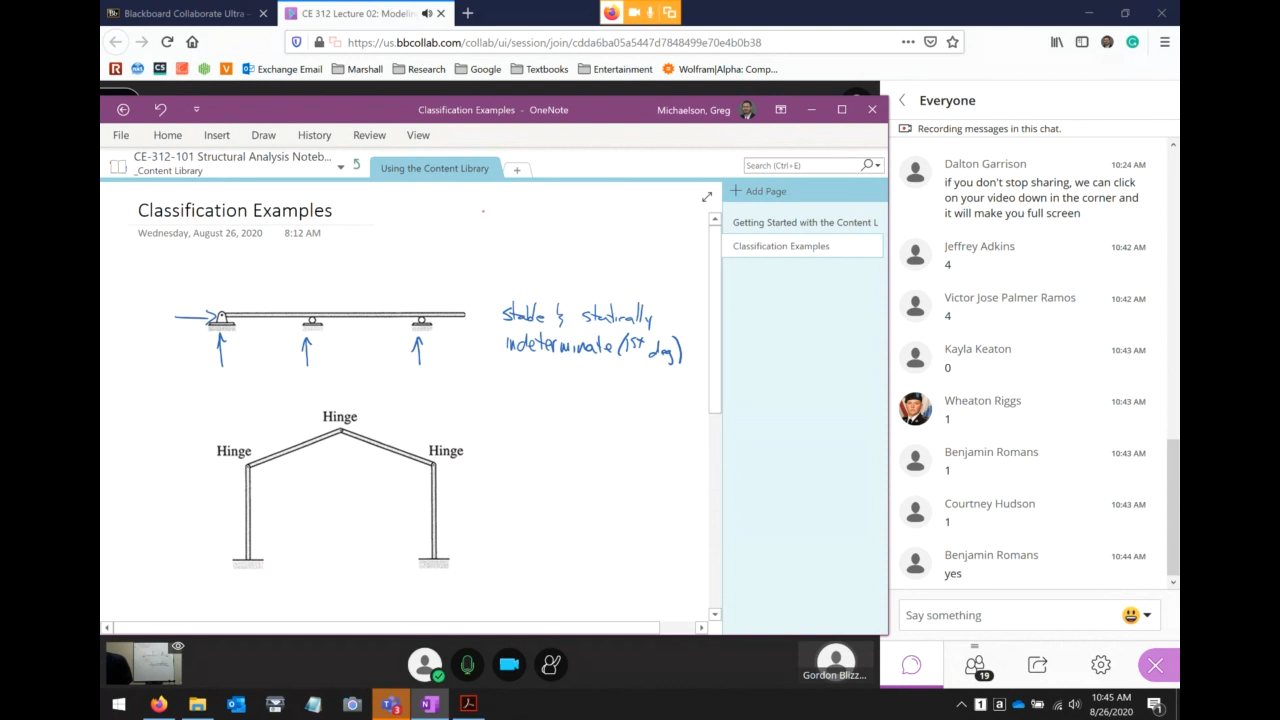 Blackboard Collaborate Ultra
CE 312 Lecture 02: Modelin
https://us.bbcollab.com/collab/ui/session/join/cdda6ba05a5447d7848499e70e4b0b38
Exchange Email Marshall Research Google Textbooks Entertainment Wolfram|Alpha: Comp...
Classification Examples - OneNote
Michaelson, Greg
File Home Insert Draw History Review View
CE-312-101 Structural Analysis Noteb...
_Content Library
Using the Content Library
Search (Ctrl+E)
Add Page
Getting Started with the Content L
Classification Examples
Classification Examples
Wednesday, August 26, 2020 8:12 AM
stable & statically
indeterminate (1st deg)
Hinge
Hinge
Hinge
Everyone
Recording messages in this chat.
Dalton Garrison 10:24 AM
if you don't stop sharing, we can click
on your video down in the corner and
it will make you full screen
Jeffrey Adkins 10:42 AM
4
Victor Jose Palmer Ramos 10:42 AM
4
Kayla Keaton 10:43 AM
0
Wheaton Riggs 10:43 AM
1
Benjamin Romans 10:43 AM
1
Courtney Hudson 10:43 AM
1
Benjamin Romans 10:44 AM
yes
Say something
Gordon Blizz...
19
10:45 AM
8/26/2020